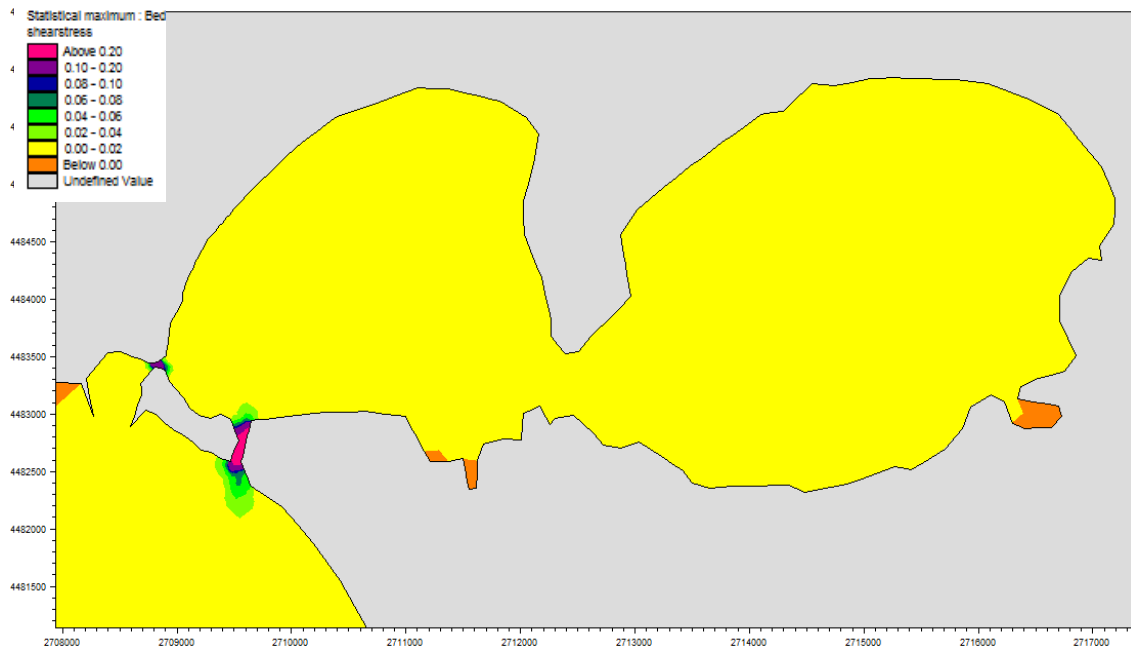 Statistical maximum : Bed
shearstress
Above 0.20
0.10 - 0.20
0.08 - 0.10
0.06 - 0.08
0.04 - 0.06
0.02 - 0.04
0.00 - 0.02
Below 0.00
Undefined Value
4484500
4484000
4483500
4483000
4482500
4482000
4481500
2708000 2709000 2710000 2711000 2712000 2713000 2714000 2715000 2716000 2717000